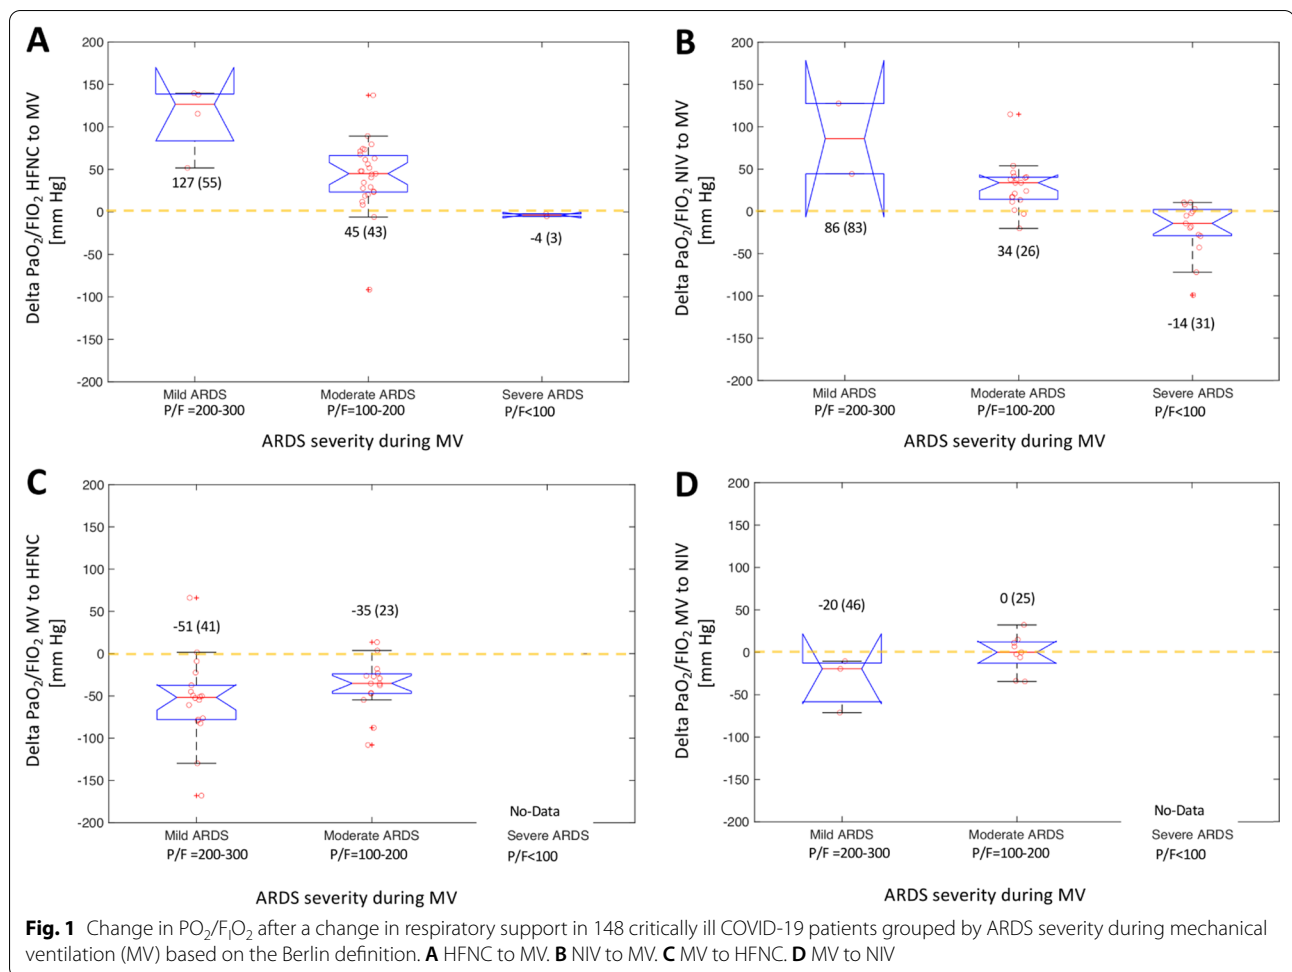 A
Delta PaO₂/FIO₂ HFNC to MV
[mm Hg]
200
150
100
50
0
-50
-100
-150
-200
127 (55)
45 (43)
-4 (3)
Mild ARDS
P/F =200-300
Moderate ARDS
P/F=100-200
Severe ARDS
P/F<100
ARDS severity during MV
B
Delta PaO₂/FIO₂ NIV to MV
[mm Hg]
200
150
100
50
0
-50
-100
-150
-200
86 (83)
34 (26)
-14 (31)
Mild ARDS
P/F =200-300
Moderate ARDS
P/F=100-200
Severe ARDS
P/F<100
ARDS severity during MV
C
Delta PaO₂/FIO₂ MV to HFNC
[mm Hg]
200
150
100
50
0
-50
-100
-150
-200
-51 (41)
-35 (23)
No-Data
Mild ARDS
P/F =200-300
Moderate ARDS
P/F=100-200
Severe ARDS
P/F<100
ARDS severity during MV
D
Delta PaO₂/FIO₂ MV to NIV
[mm Hg]
200
150
100
50
0
-50
-100
-150
-200
-20 (46)
0 (25)
No-Data
Mild ARDS
P/F =200-300
Moderate ARDS
P/F=100-200
Severe ARDS
P/F<100
ARDS severity during MV
Fig. 1 Change in PO₂/FIO₂ after a change in respiratory support in 148 critically ill COVID-19 patients grouped by ARDS severity during mechanical
ventilation (MV) based on the Berlin definition. A HFNC to MV. B NIV to MV. C MV to HFNC. D MV to NIV